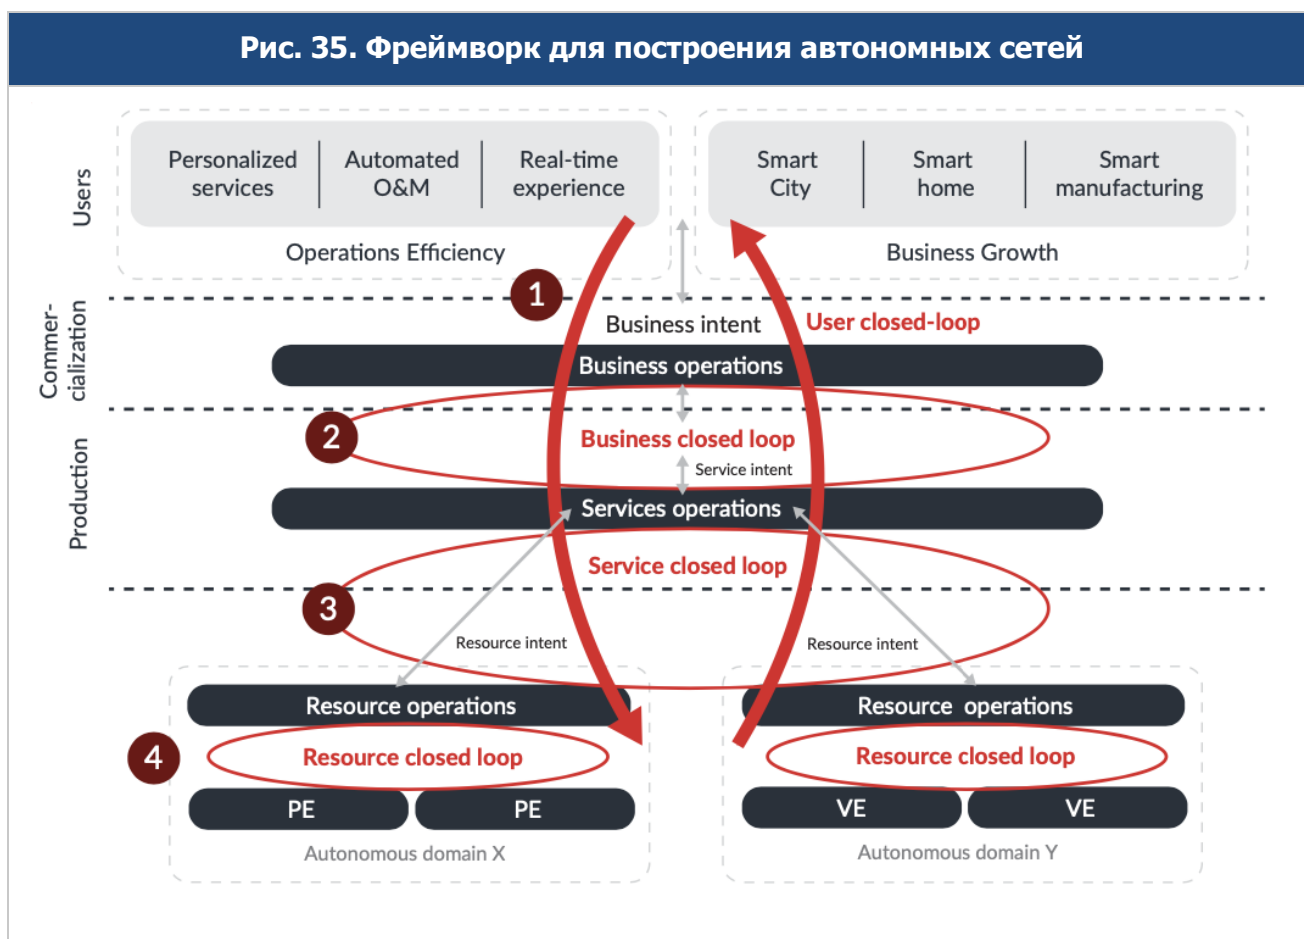 Рис. 35. Фреймворк для построения автономных сетей
Users
Personalized
services
Automated
O&M
Real-time
experience
Operations Efficiency
Smart
City
Smart
home
Smart
manufacturing
Business Growth
1
Commer-
cialization
Business intent
User closed-loop
Business operations
2
Business closed loop
Production
Service intent
Services operations
Service closed loop
3
Resource intent
Resource intent
Resource operations
Resource operations
4
Resource closed loop
Resource closed loop
PE
PE
VE
VE
Autonomous domain X
Autonomous domain Y